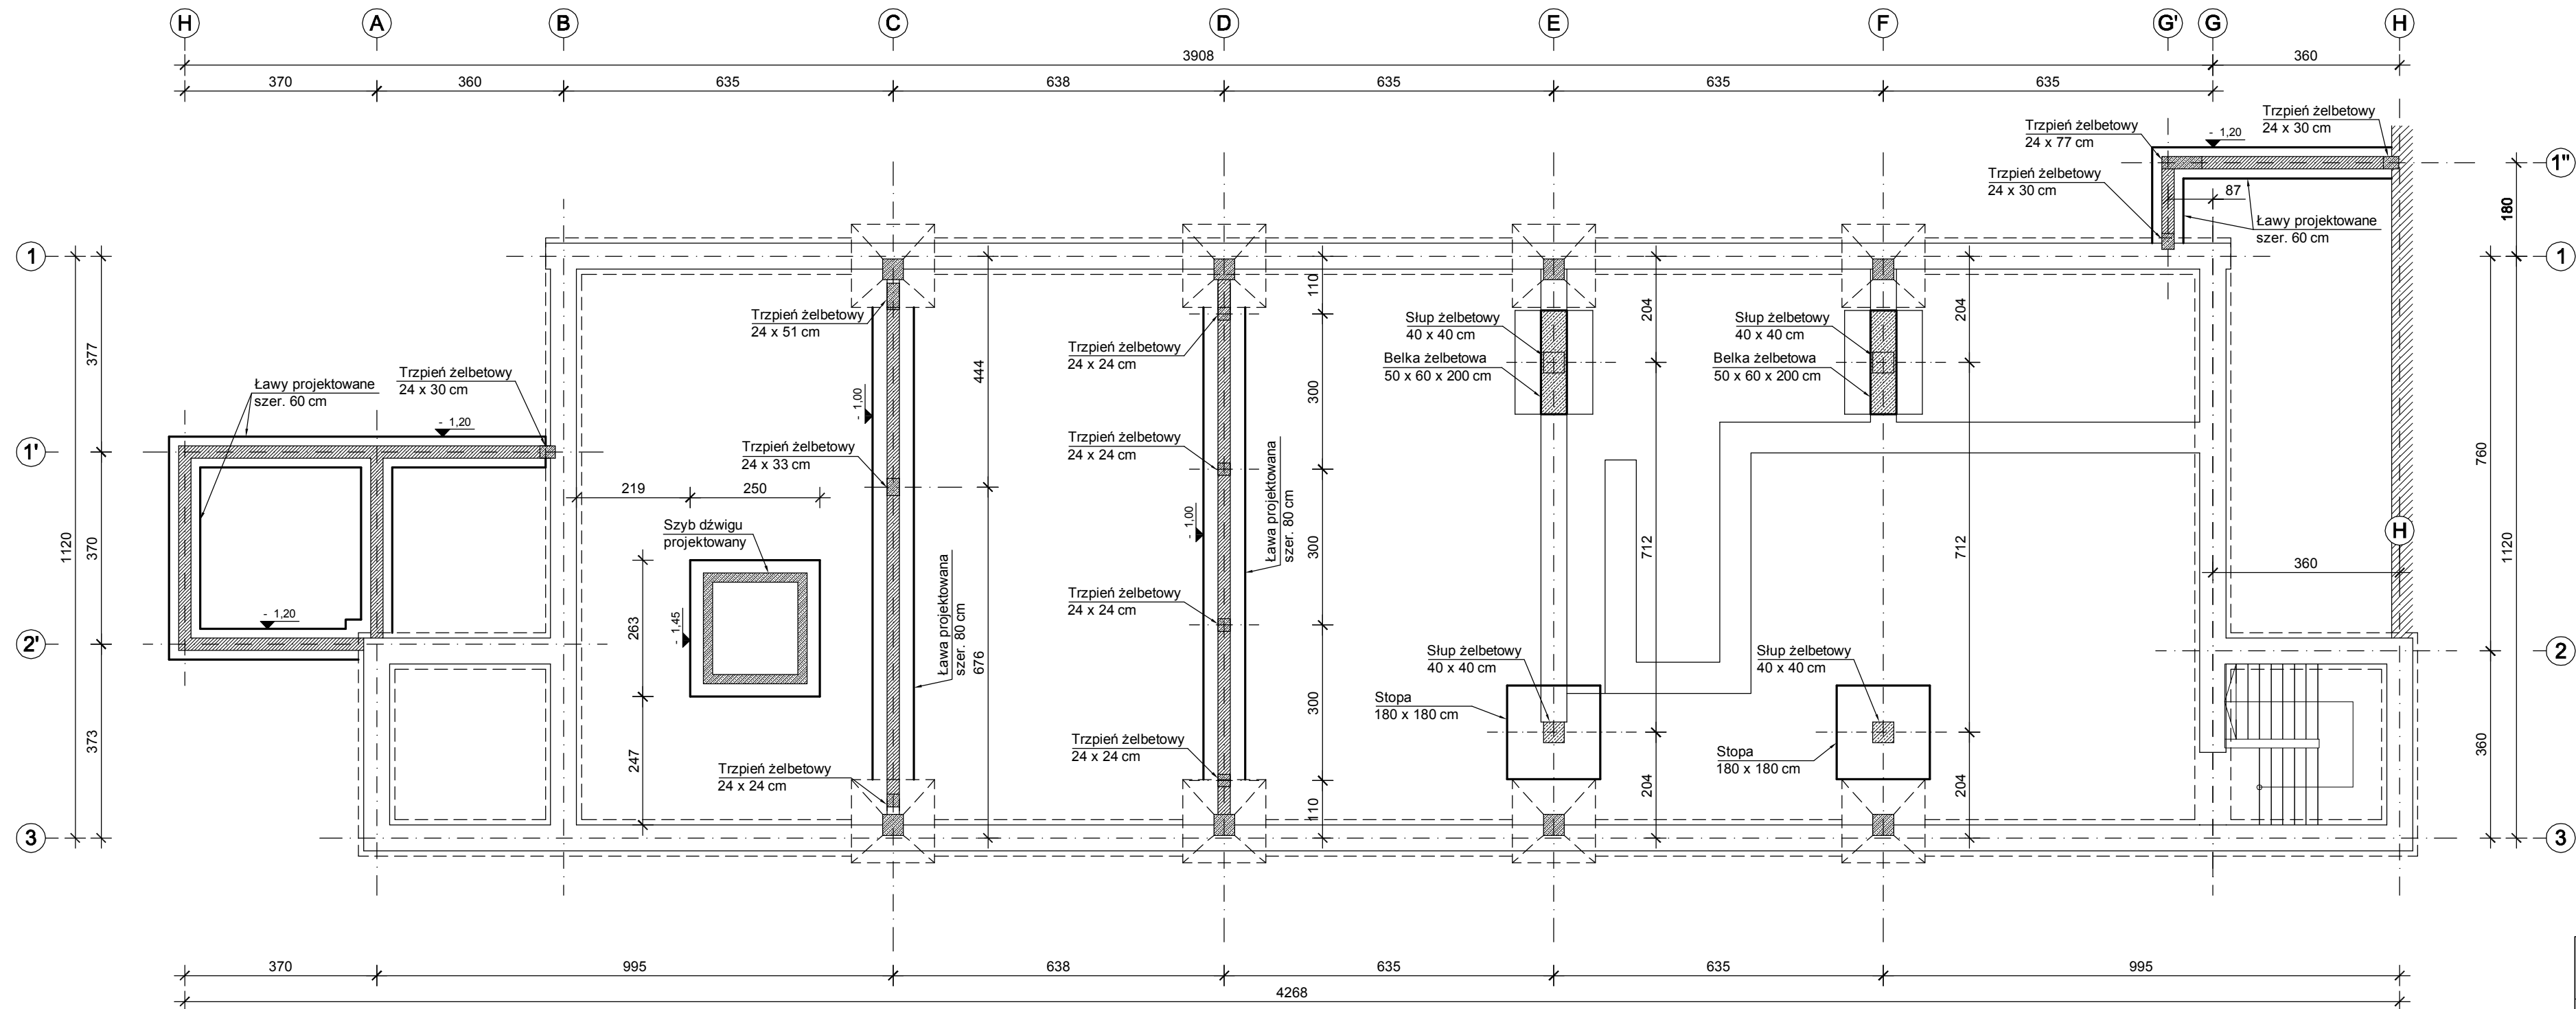 H A B C D E F G' G H
3908 360
370 360 635 638 635 635 635
Trzpień żelbetowy
24 x 30 cm
Trzpień żelbetowy
24 x 77 cm
- 1,20
1"
Trzpień żelbetowy
24 x 30 cm
87
180
Ławy projektowane
szer. 60 cm
1
1
110
204
204
Trzpień żelbetowy
24 x 51 cm
Słup żelbetowy
40 x 40 cm
Słup żelbetowy
40 x 40 cm
377
Trzpień żelbetowy
24 x 24 cm
Belka żelbetowa
50 x 60 x 200 cm
Belka żelbetowa
50 x 60 x 200 cm
444
Ławy projektowane
szer. 60 cm
Trzpień żelbetowy
24 x 30 cm
300
- 1,00
- 1,20
1'
Trzpień żelbetowy
24 x 33 cm
Trzpień żelbetowy
24 x 24 cm
760
219 250
Ława projektowana
szer. 80 cm
- 1,00
Szyb dźwigu
projektowany
H
1120
370
300
712
712
1120
360
Trzpień żelbetowy
24 x 24 cm
- 1,20
263
- 1,45
Ława projektowana
szer. 80 cm
676
2'
2
Słup żelbetowy
40 x 40 cm
Słup żelbetowy
40 x 40 cm
300
Stopa
180 x 180 cm
373
247
Trzpień żelbetowy
24 x 24 cm
Stopa
180 x 180 cm
360
Trzpień żelbetowy
24 x 24 cm
110
204
204
3
3
370 995 638 635 635 995
4268